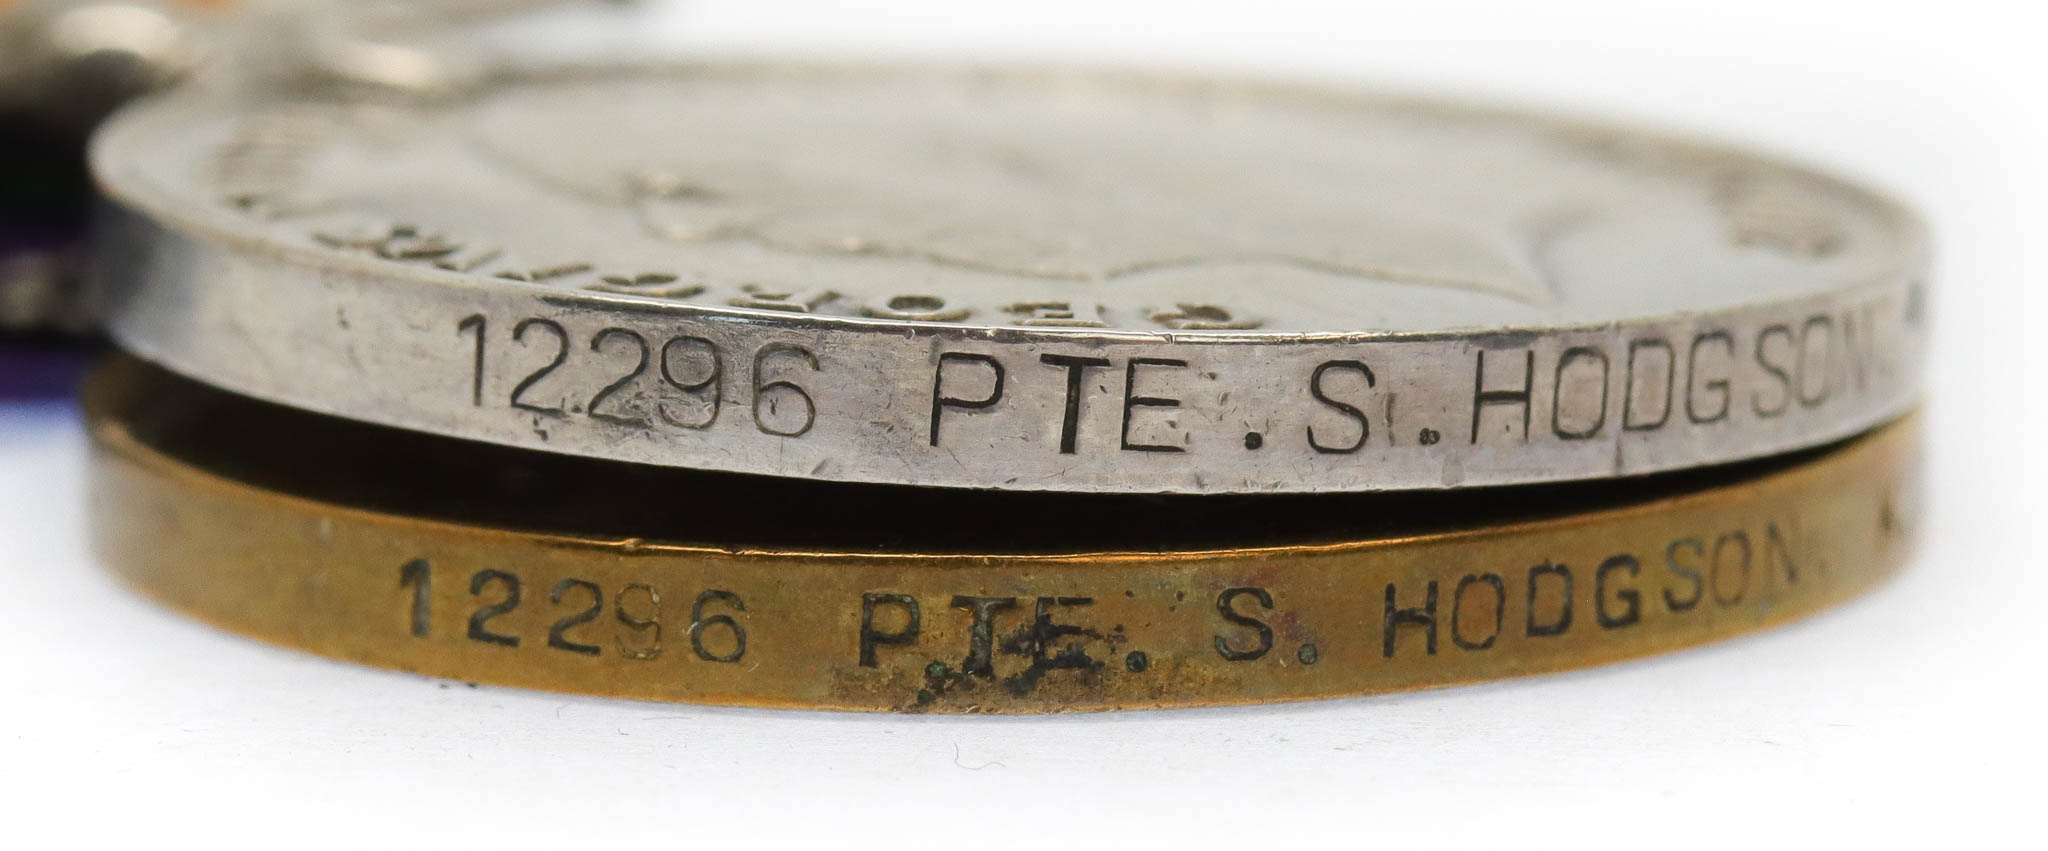 12296 PTE. S. HODGSON.
12296 PTE. S. HODGSON.